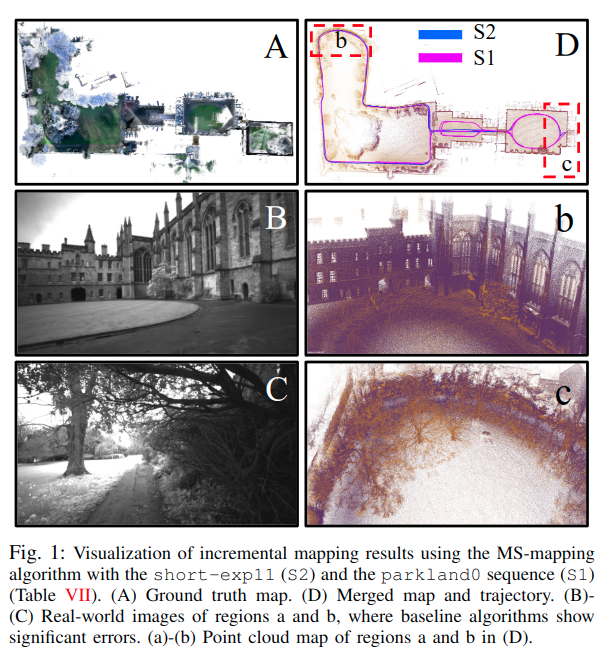 A
b
S2
S1
D
c
B
b
C
c
Fig. 1: Visualization of incremental mapping results using the MS-mapping
algorithm with the short-exp11 (S2) and the parkland0 sequence (S1)
(Table VII). (A) Ground truth map. (D) Merged map and trajectory. (B)-
(C) Real-world images of regions a and b, where baseline algorithms show
significant errors. (a)-(b) Point cloud map of regions a and b in (D).